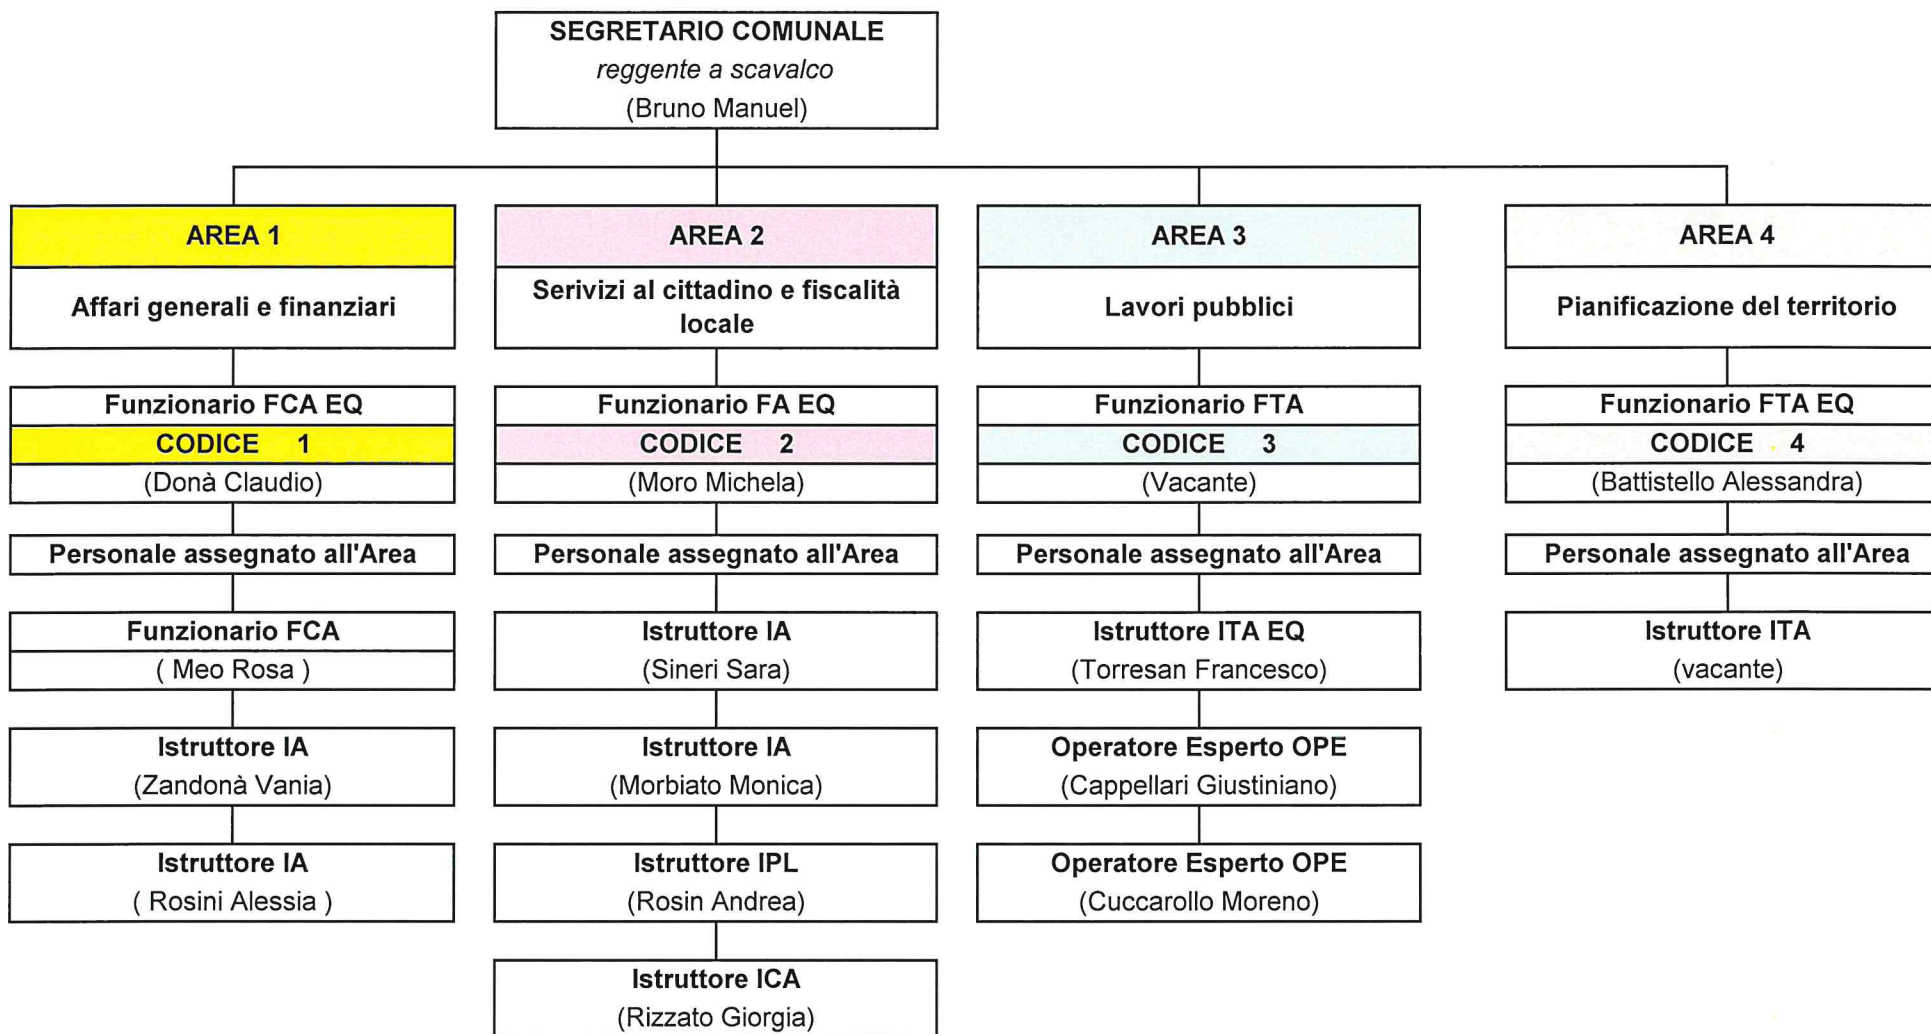 SEGRETARIO COMUNALE
reggente a scavalco
(Bruno Manuel)
AREA 1
Affari generali e finanziari
Funzionario FCA EQ
CODICE 1
(Donà Claudio)
Personale assegnato all'Area
Funzionario FCA
( Meo Rosa )
Istruttore IA
(Zandonà Vania)
Istruttore IA
( Rosini Alessia )
AREA 2
Serivizi al cittadino e fiscalità
locale
Funzionario FA EQ
CODICE 2
(Moro Michela)
Personale assegnato all'Area
Istruttore IA
(Sineri Sara)
Istruttore IA
(Morbiato Monica)
Istruttore IPL
(Rosin Andrea)
Istruttore ICA
(Rizzato Giorgia)
AREA 3
Lavori pubblici
Funzionario FTA
CODICE 3
(Vacante)
Personale assegnato all'Area
Istruttore ITA EQ
(Torresan Francesco)
Operatore Esperto OPE
(Cappellari Giustiniano)
Operatore Esperto OPE
(Cuccarollo Moreno)
AREA 4
Pianificazione del territorio
Funzionario FTA EQ
CODICE 4
(Battistello Alessandra)
Personale assegnato all'Area
Istruttore ITA
(vacante)